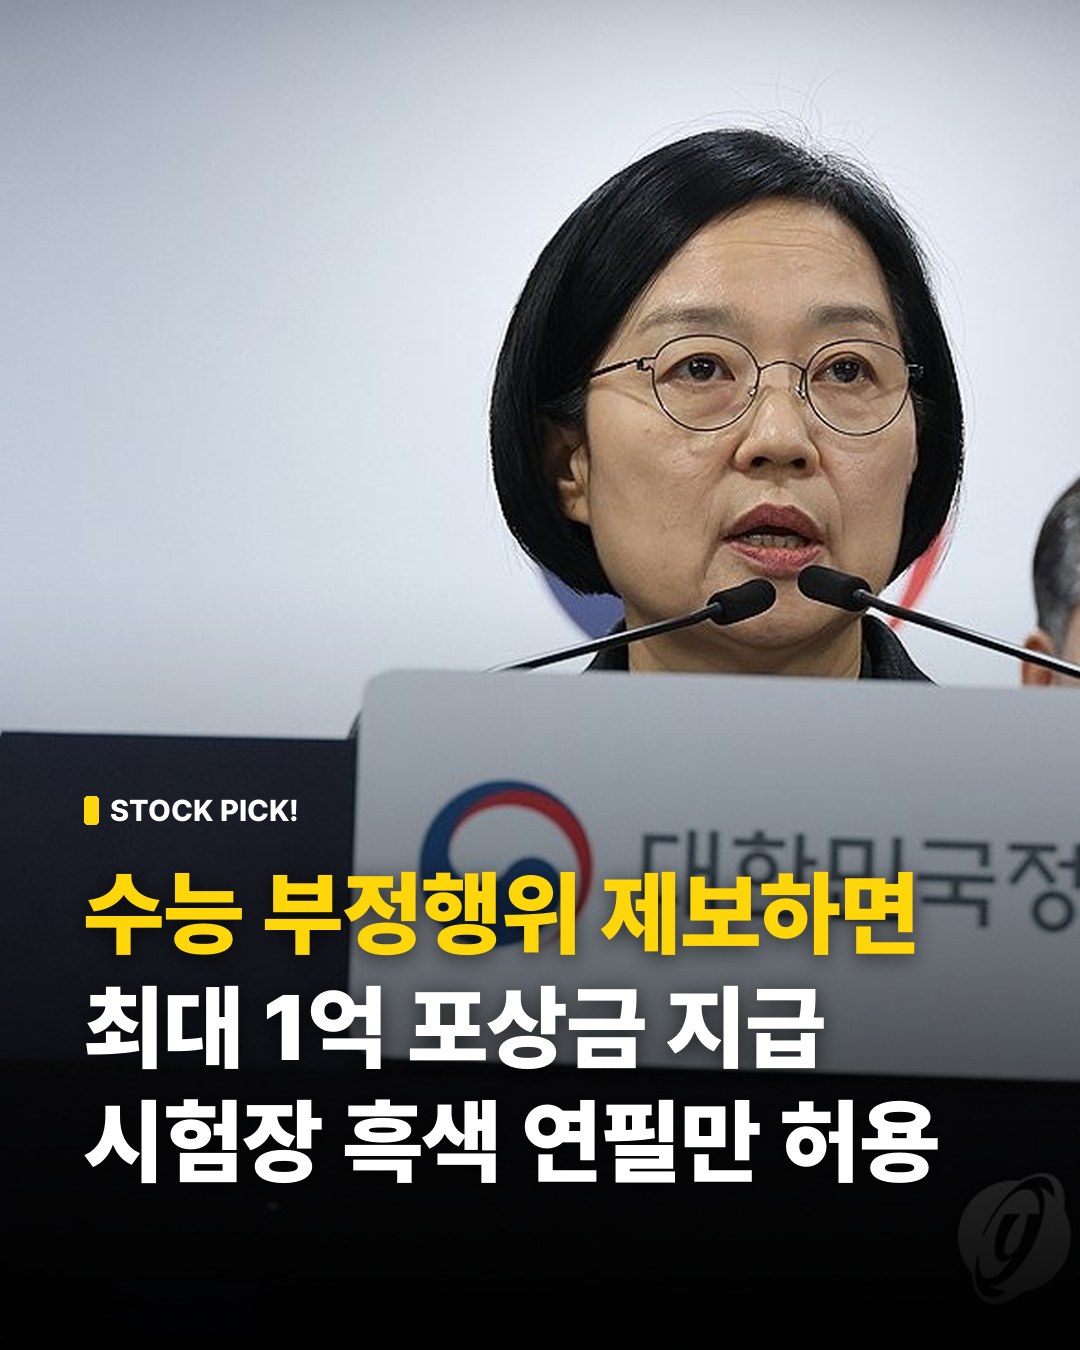 STOCK PICK!
대한민국정
수능 부정행위 제보하면
최대 1억 포상금 지급
시험장 흑색 연필만 허용